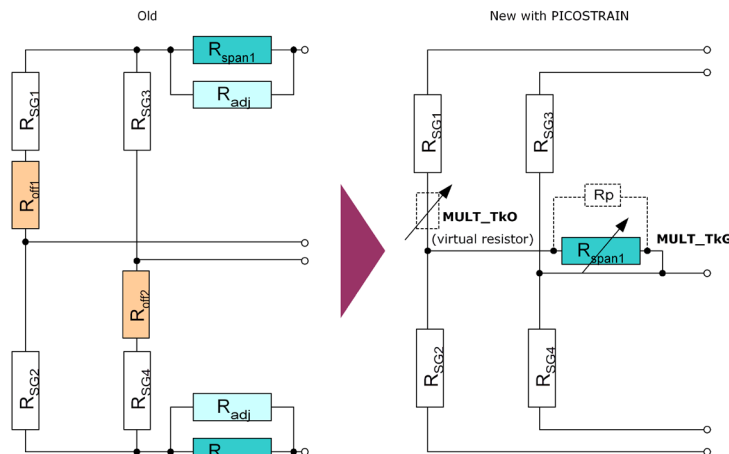 Old
New with PICOSTRAIN
Rspan1
Radj
RSG1
RSG3
Roff1
Roff2
RSG2
RSG4
Radj
R
RSG1
RSG3
MULT_TkO
(virtual resistor)
Rp
MULT_TkG
Rspan1
RSG2
RSG4